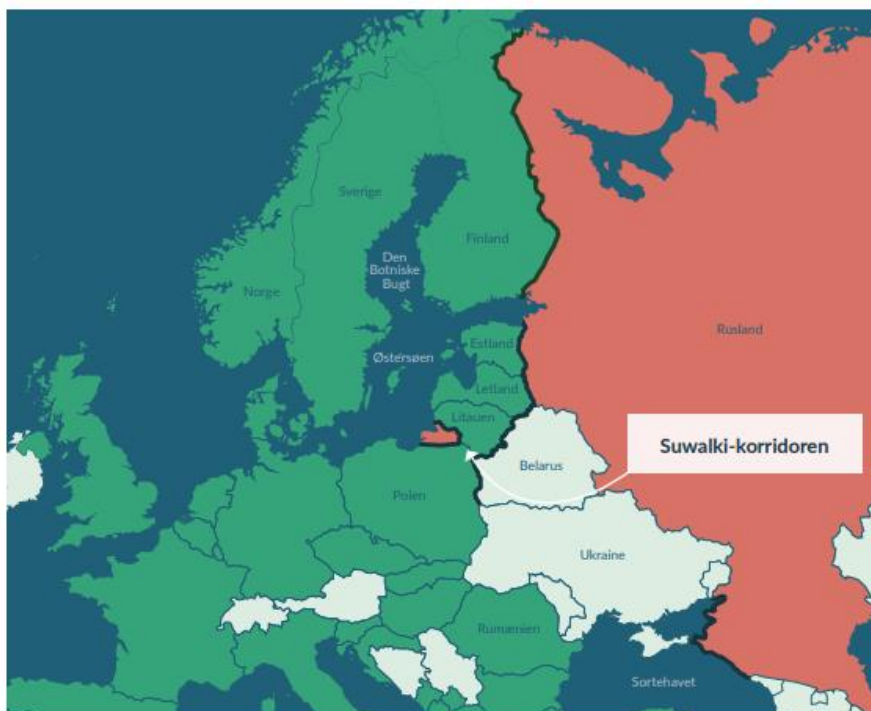 Sverige
Finland
Den
Botniske
Bugt
Norge
Rusland
Estland
Østersøen
Letland
Litauen
Suwalki-korridoren
Belarus
Polen
Ukraine
Rumænien
Sortehavet